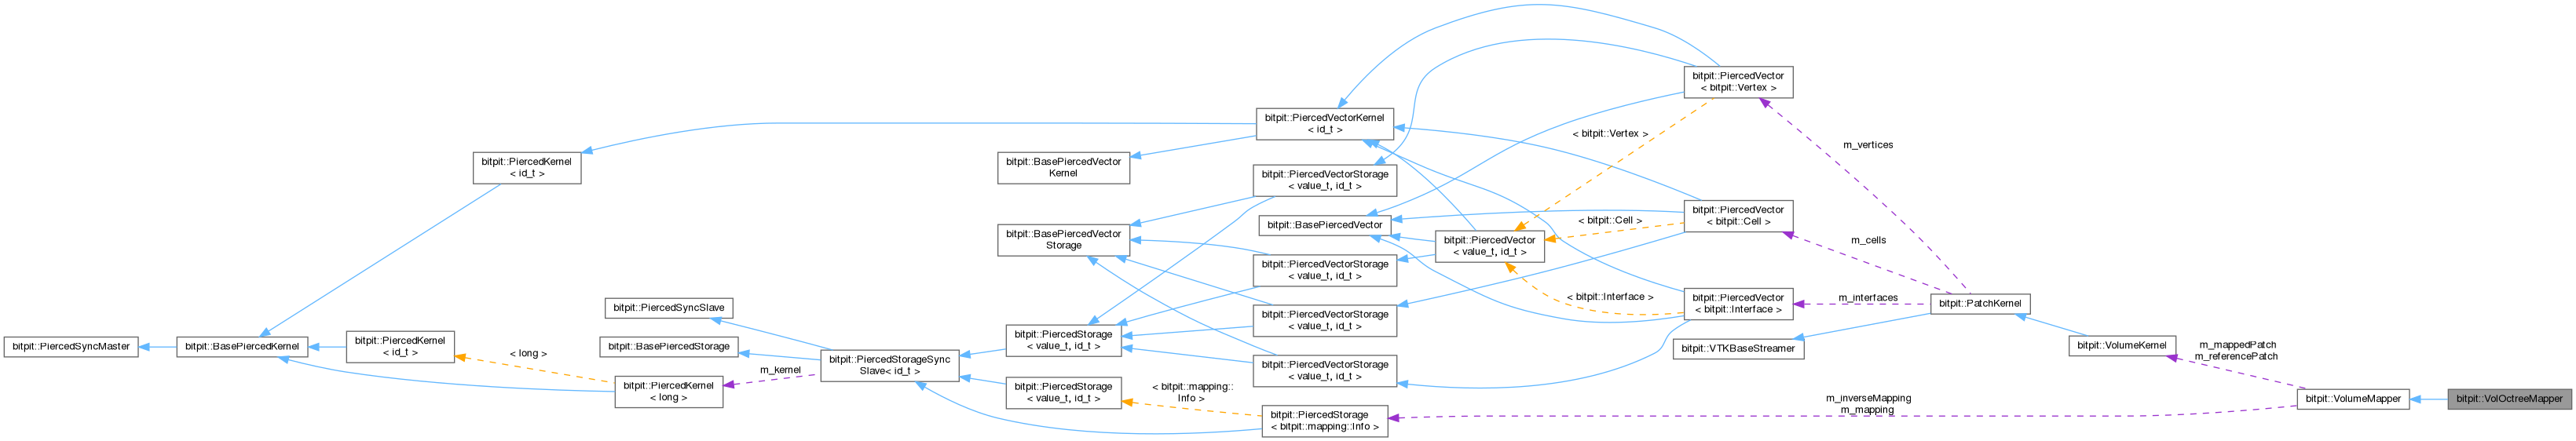 bitpit::PiercedSyncMaster
bitpit::BasePiercedKernel
bitpit::PiercedKernel
< id_t >
bitpit::PiercedKernel
< id_t >
< long >
bitpit::PiercedSyncSlave
bitpit::BasePiercedStorage
bitpit::PiercedKernel
< long >
m_kernel
bitpit::PiercedStorageSync
Slave< id_t >
bitpit::BasePiercedVector
Kernel
bitpit::BasePiercedVector
Storage
bitpit::PiercedStorage
< value_t, id_t >
bitpit::PiercedStorage
< value_t, id_t >
< bitpit::mapping::
Info >
bitpit::PiercedVectorKernel
< id_t >
bitpit::PiercedVectorStorage
< value_t, id_t >
bitpit::BasePiercedVector
bitpit::PiercedVectorStorage
< value_t, id_t >
bitpit::PiercedVectorStorage
< value_t, id_t >
bitpit::PiercedVectorStorage
< value_t, id_t >
bitpit::PiercedStorage
< bitpit::mapping::Info >
bitpit::PiercedVector
< value_t, id_t >
< bitpit::Vertex >
< bitpit::Cell >
< bitpit::Interface >
bitpit::PiercedVector
< bitpit::Vertex >
bitpit::PiercedVector
< bitpit::Cell >
bitpit::PiercedVector
< bitpit::Interface >
bitpit::VTKBaseStreamer
m_vertices
m_cells
m_interfaces
m_inverseMapping
m_mapping
bitpit::PatchKernel
bitpit::VolumeKernel
m_mappedPatch
m_referencePatch
bitpit::VolumeMapper
bitpit::VolOctreeMapper